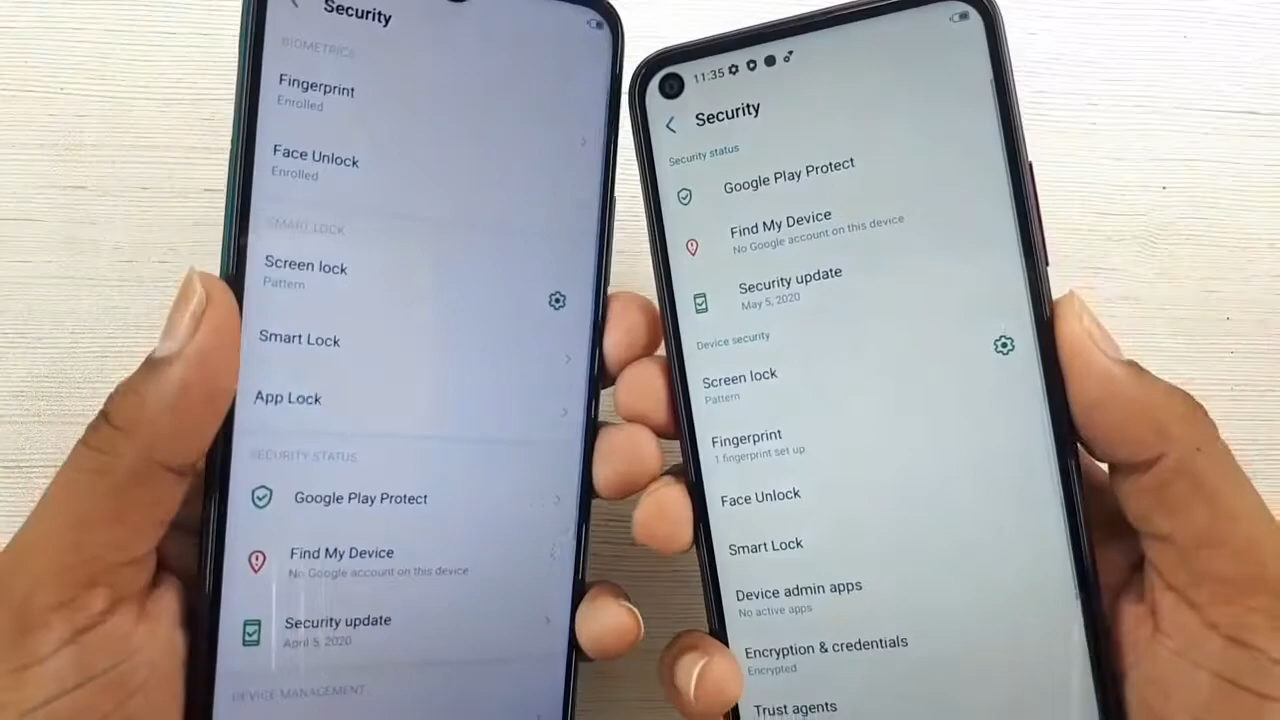 Security
BIOMETRICS
Fingerprint
Enrolled
Face Unlock
Enrolled
SMART LOCK
Screen lock
Pattern
Smart Lock
App Lock
SECURITY STATUS
Google Play Protect
Find My Device
No Google account on this device
Security update
April 5, 2020
DEVICE MANAGEMENT
11:35
Security
Security status
Google Play Protect
Find My Device
No Google account on this device
Security update
May 5, 2020
Device security
Screen lock
Pattern
Fingerprint
1 fingerprint set up
Face Unlock
Smart Lock
Device admin apps
No active apps
Encryption & credentials
Encrypted
Trust agents